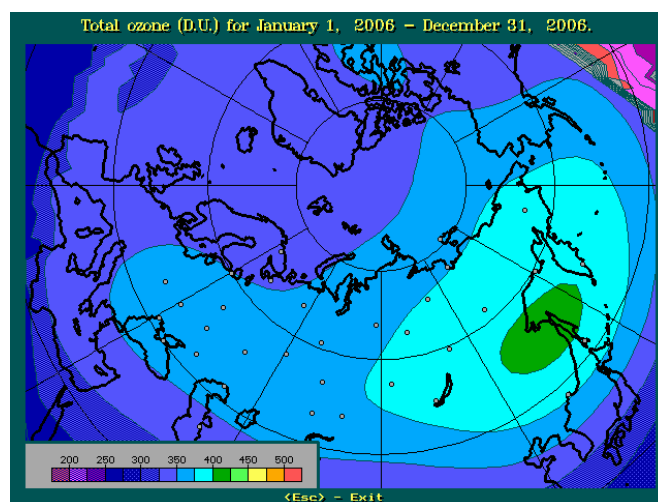 Total ozone (D.U.) for January 1, 2006 – December 31, 2006.
200 250 300 350 400 450 500
<Esc> – Exit